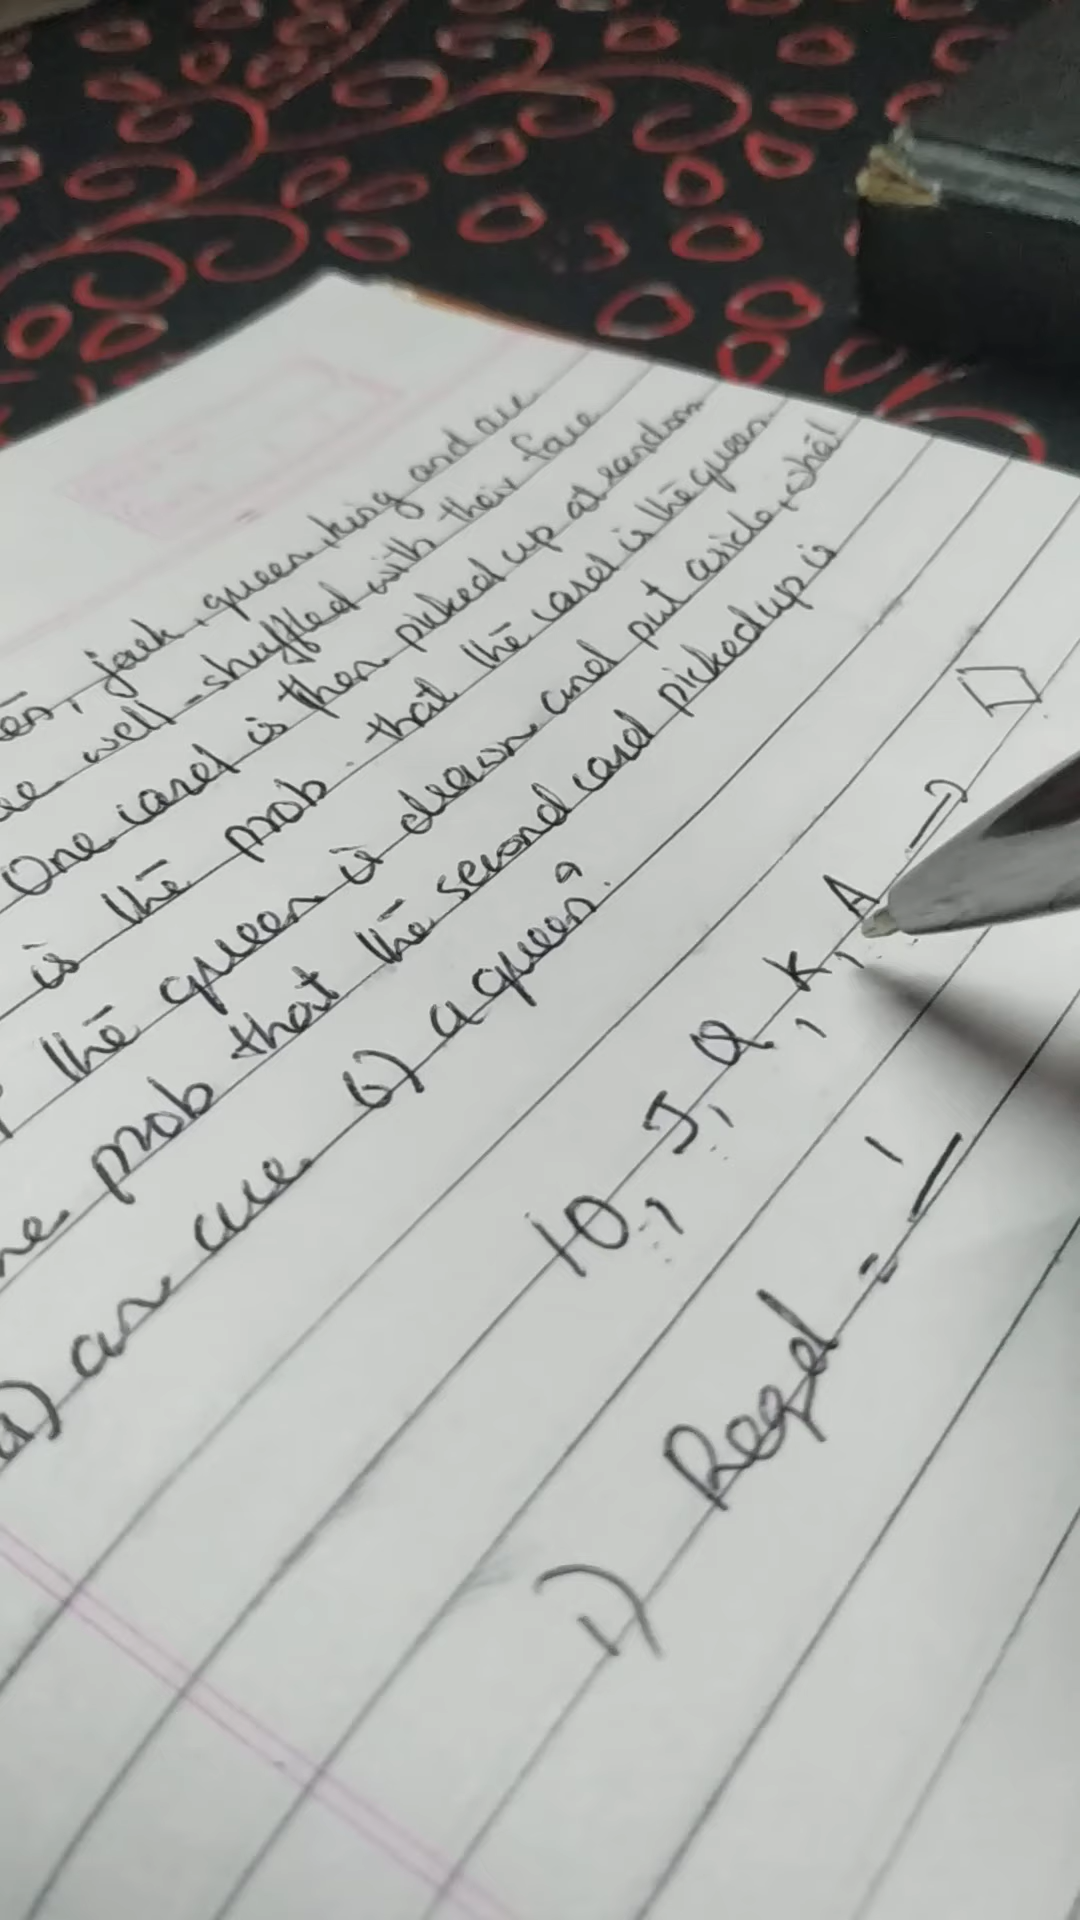 jack, queen, king and ace
well-shuffled with their face
One card is then picked up at random
is the prob. that the card is the queen
the queen is drawn and put aside, what
prob that the second card picked up is
a) an ace b) a queen?
10, J, Q, K, A ⇒ ◇
i) Reqd = 1